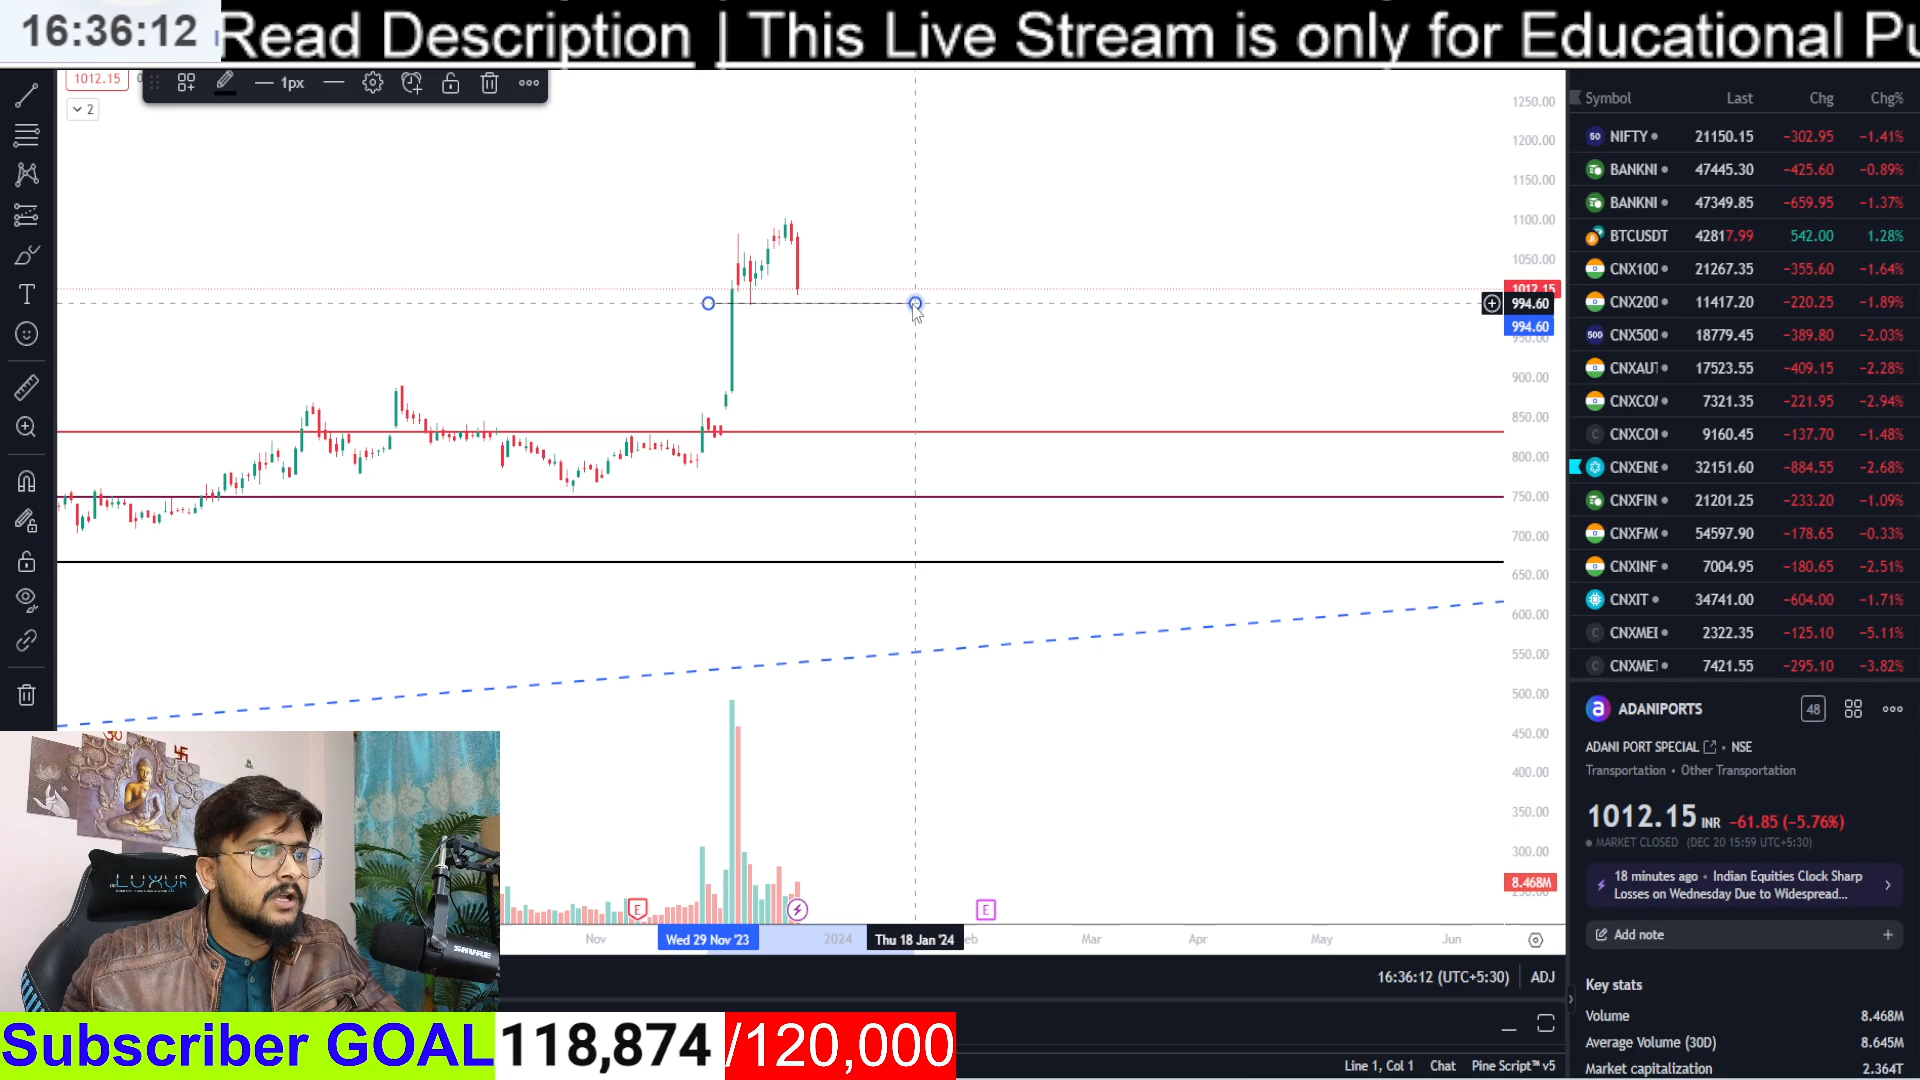 16:36:12
Read Description | This Live Stream is only for Educational Pu
1012.15
1px
2
1250.00
1200.00
1150.00
1100.00
1050.00
1012.15
994.60
994.60
950.00
900.00
850.00
800.00
750.00
700.00
650.00
600.00
550.00
500.00
450.00
400.00
350.00
300.00
8.468M
E
E
Nov
Wed 29 Nov '23
2024
Thu 18 Jan '24
eb
Mar
Apr
May
Jun
16:36:12 (UTC+5:30)
ADJ
Line 1, Col 1
Chat
Pine Script™ v5
Symbol Last Chg Chg%
50 NIFTY 21150.15 −302.95 −1.41%
BANKNI 47445.30 −425.60 −0.89%
BANKNI 47349.85 −659.95 −1.37%
BTCUSDT 42817.99 542.00 1.28%
CNX100 21267.35 −355.60 −1.64%
CNX200 11417.20 −220.25 −1.89%
500 CNX500 18779.45 −389.80 −2.03%
CNXAU 17523.55 −409.15 −2.28%
CNXCO 7321.35 −221.95 −2.94%
C CNXCO 9160.45 −137.70 −1.48%
CNXENE 32151.60 −884.55 −2.68%
CNXFIN 21201.25 −233.20 −1.09%
CNXFM 54597.90 −178.65 −0.33%
CNXINF 7004.95 −180.65 −2.51%
CNXIT 34741.00 −604.00 −1.71%
C CNXME 2322.35 −125.10 −5.11%
C CNXME 7421.55 −295.10 −3.82%
a ADANIPORTS
48
ADANI PORT SPECIAL • NSE
Transportation • Other Transportation
1012.15 INR −61.85 (−5.76%)
MARKET CLOSED (DEC 20 15:59 UTC+5:30)
18 minutes ago • Indian Equities Clock Sharp
Losses on Wednesday Due to Widespread...
Add note
Key stats
Volume 8.468M
Average Volume (30D) 8.645M
Market capitalization 2.364T
LUXUR
SHURE
Subscriber GOAL 118,874 /120,000